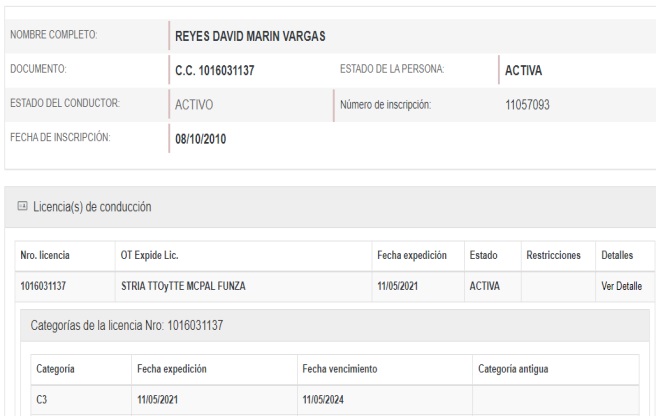 NOMBRE COMPLETO: REYES DAVID MARIN VARGAS
DOCUMENTO: C.C. 1016031137 ESTADO DE LA PERSONA: ACTIVA
ESTADO DEL CONDUCTOR: ACTIVO Número de inscripción: 11057093
FECHA DE INSCRIPCIÓN: 08/10/2010
Licencia(s) de conducción
Nro. licencia OT Expide Lic. Fecha expedición Estado Restricciones Detalles
1016031137 STRIA TTOyTTE MCPAL FUNZA 11/05/2021 ACTIVA Ver Detalle
Categorías de la licencia Nro: 1016031137
Categoría Fecha expedición Fecha vencimiento Categoría antigua
C3 11/05/2021 11/05/2024